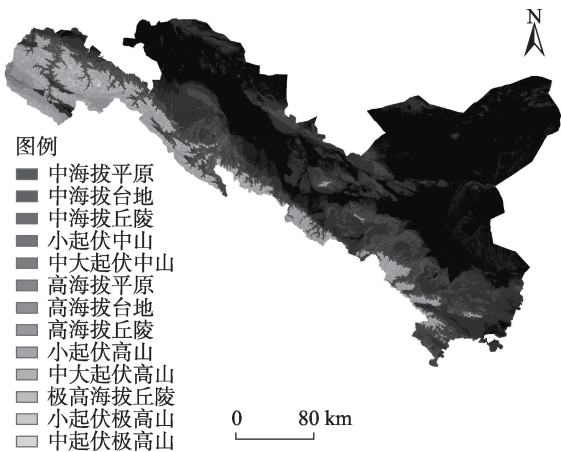 N
图例
中海拔平原
中海拔台地
中海拔丘陵
小起伏中山
中大起伏中山
高海拔平原
高海拔台地
高海拔丘陵
小起伏高山
中大起伏高山
极高海拔丘陵
小起伏极高山
中起伏极高山
0 80 km